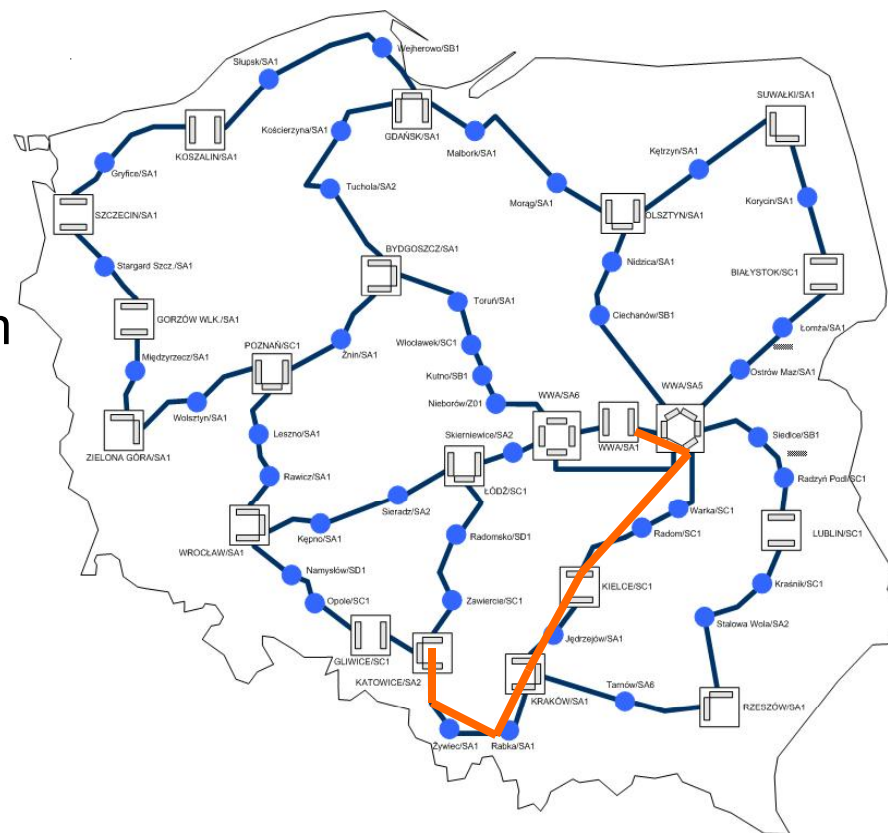 Wejherowo/SB1
Słupsk/SA1
SUWAŁKI/SA1
Kościerzyna/SA1
GDAŃSK/SA1
KOSZALIN/SA1
Malbork/SA1
Kętrzyn/SA1
Gryfice/SA1
Tuchola/SA2
Morąg/SA1
Korycin/SA1
SZCZECIN/SA1
OLSZTYN/SA1
BYDGOSZCZ/SA1
Nidzica/SA1
Stargard Szcz./SA1
BIAŁYSTOK/SC1
Toruń/SA1
GORZÓW WLK./SA1
Ciechanów/SB1
Łomża/SA1
n
POZNAŃ/SC1
Żnin/SA1
Włocławek/SC1
Międzyrzecz/SA1
Kutno/SB1
Ostrów Maz/SA1
WWA/SA5
Nieborów/Z01
WWA/SA6
Wolsztyn/SA1
Skierniewice/SA2
Leszno/SA1
Siedlce/SB1
WWA/SA1
ZIELONA GÓRA/SA1
Rawicz/SA1
Radzyń Podl/SC1
ŁÓDŹ/SC1
Sieradz/SA2
Warka/SC1
Kępno/SA1
Radom/SC1
LUBLIN/SC1
WROCŁAW/SA1
Radomsko/SD1
Namysłów/SD1
Kraśnik/SC1
KIELCE/SC1
Opole/SC1
Zawiercie/SC1
Stalowa Wola/SA2
Jędrzejów/SA1
GLIWICE/SC1
KATOWICE/SA2
Tarnów/SA6
KRAKÓW/SA1
RZESZÓW/SA1
Żywiec/SA1
Rabka/SA1